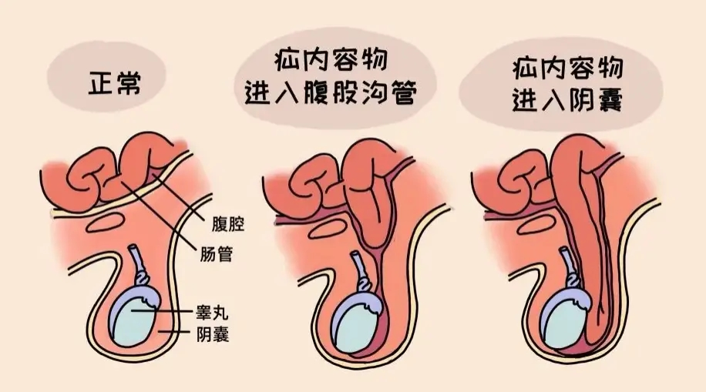 正常
疝内容物
进入腹股沟管
疝内容物
进入阴囊
腹腔
肠管
睾丸
阴囊